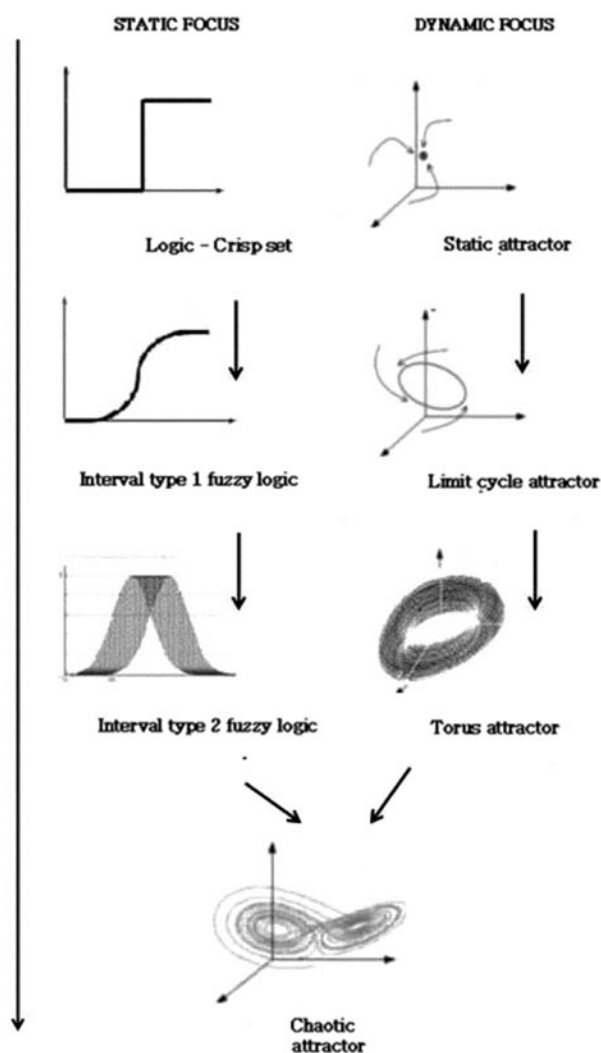 STATIC FOCUS
DYNAMIC FOCUS
Logic - Crisp set
Static attractor
Interval type 1 fuzzy logic
Limit cycle attractor
Interval type 2 fuzzy logic
Torus attractor
Chaotic
attractor